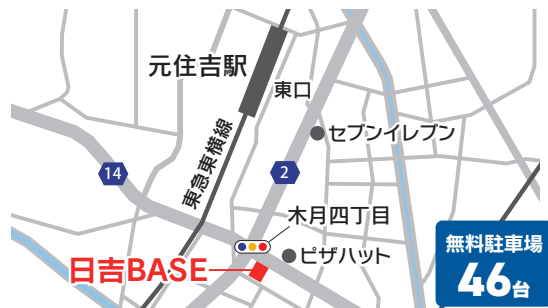 元住吉駅
東口
セブンイレブン
東急東横線
14
2
木月四丁目
ピザハット
日吉BASE
無料駐車場
46台